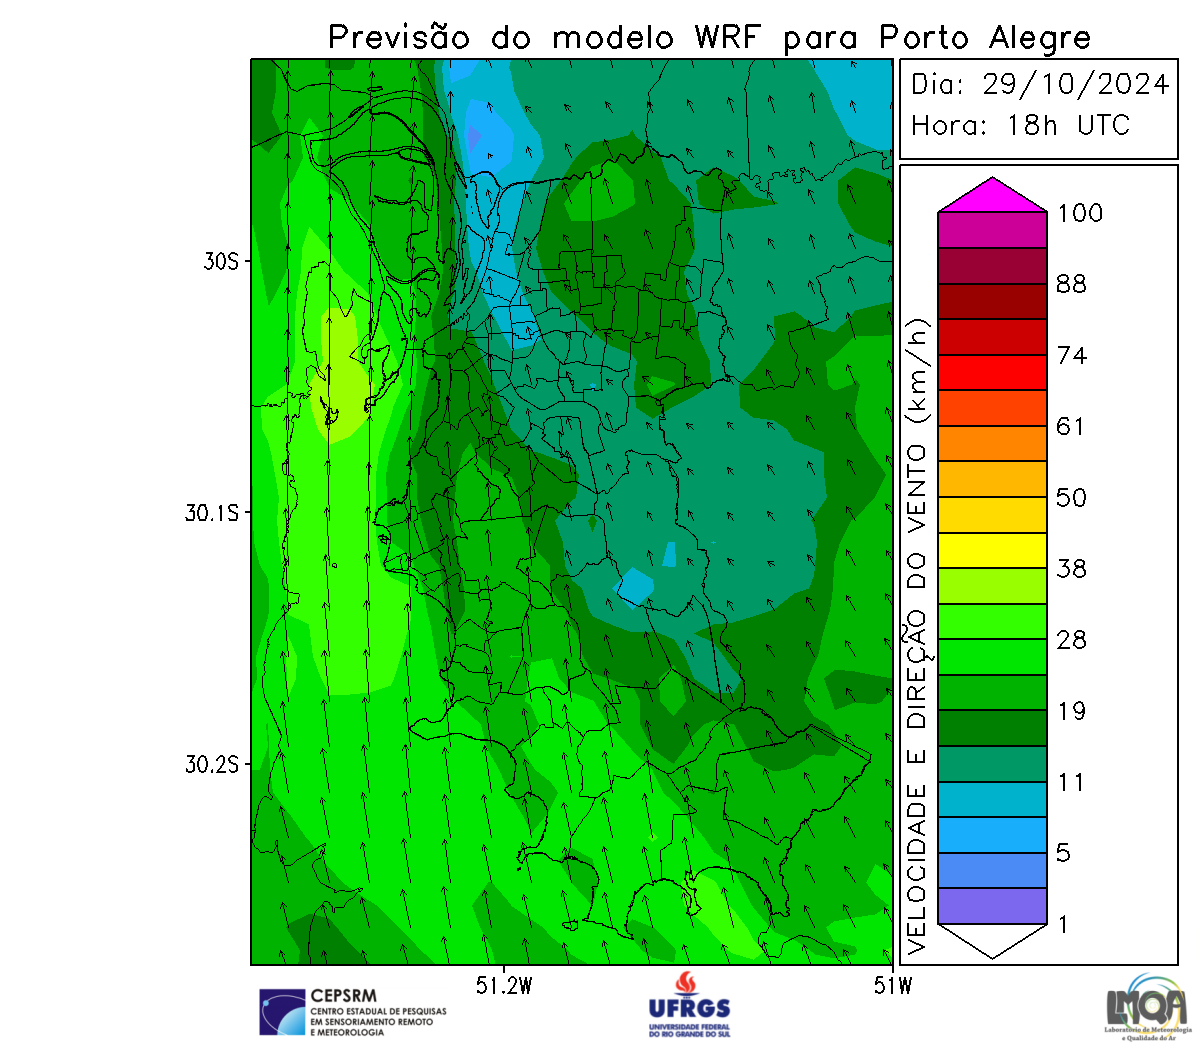 Previsão do modelo WRF para Porto Alegre
Dia: 29/10/2024
Hora: 18h UTC
30S
30.1S
30.2S
51.2W
51W
VELOCIDADE E DIREÇÃO DO VENTO (km/h)
100
88
74
61
50
38
28
19
11
5
1
CEPSRM
CENTRO ESTADUAL DE PESQUISAS
EM SENSORIAMENTO REMOTO
E METEOROLOGIA
UFRGS
UNIVERSIDADE FEDERAL
DO RIO GRANDE DO SUL
LMQA
Laboratório de Meteorologia
e Qualidade do Ar